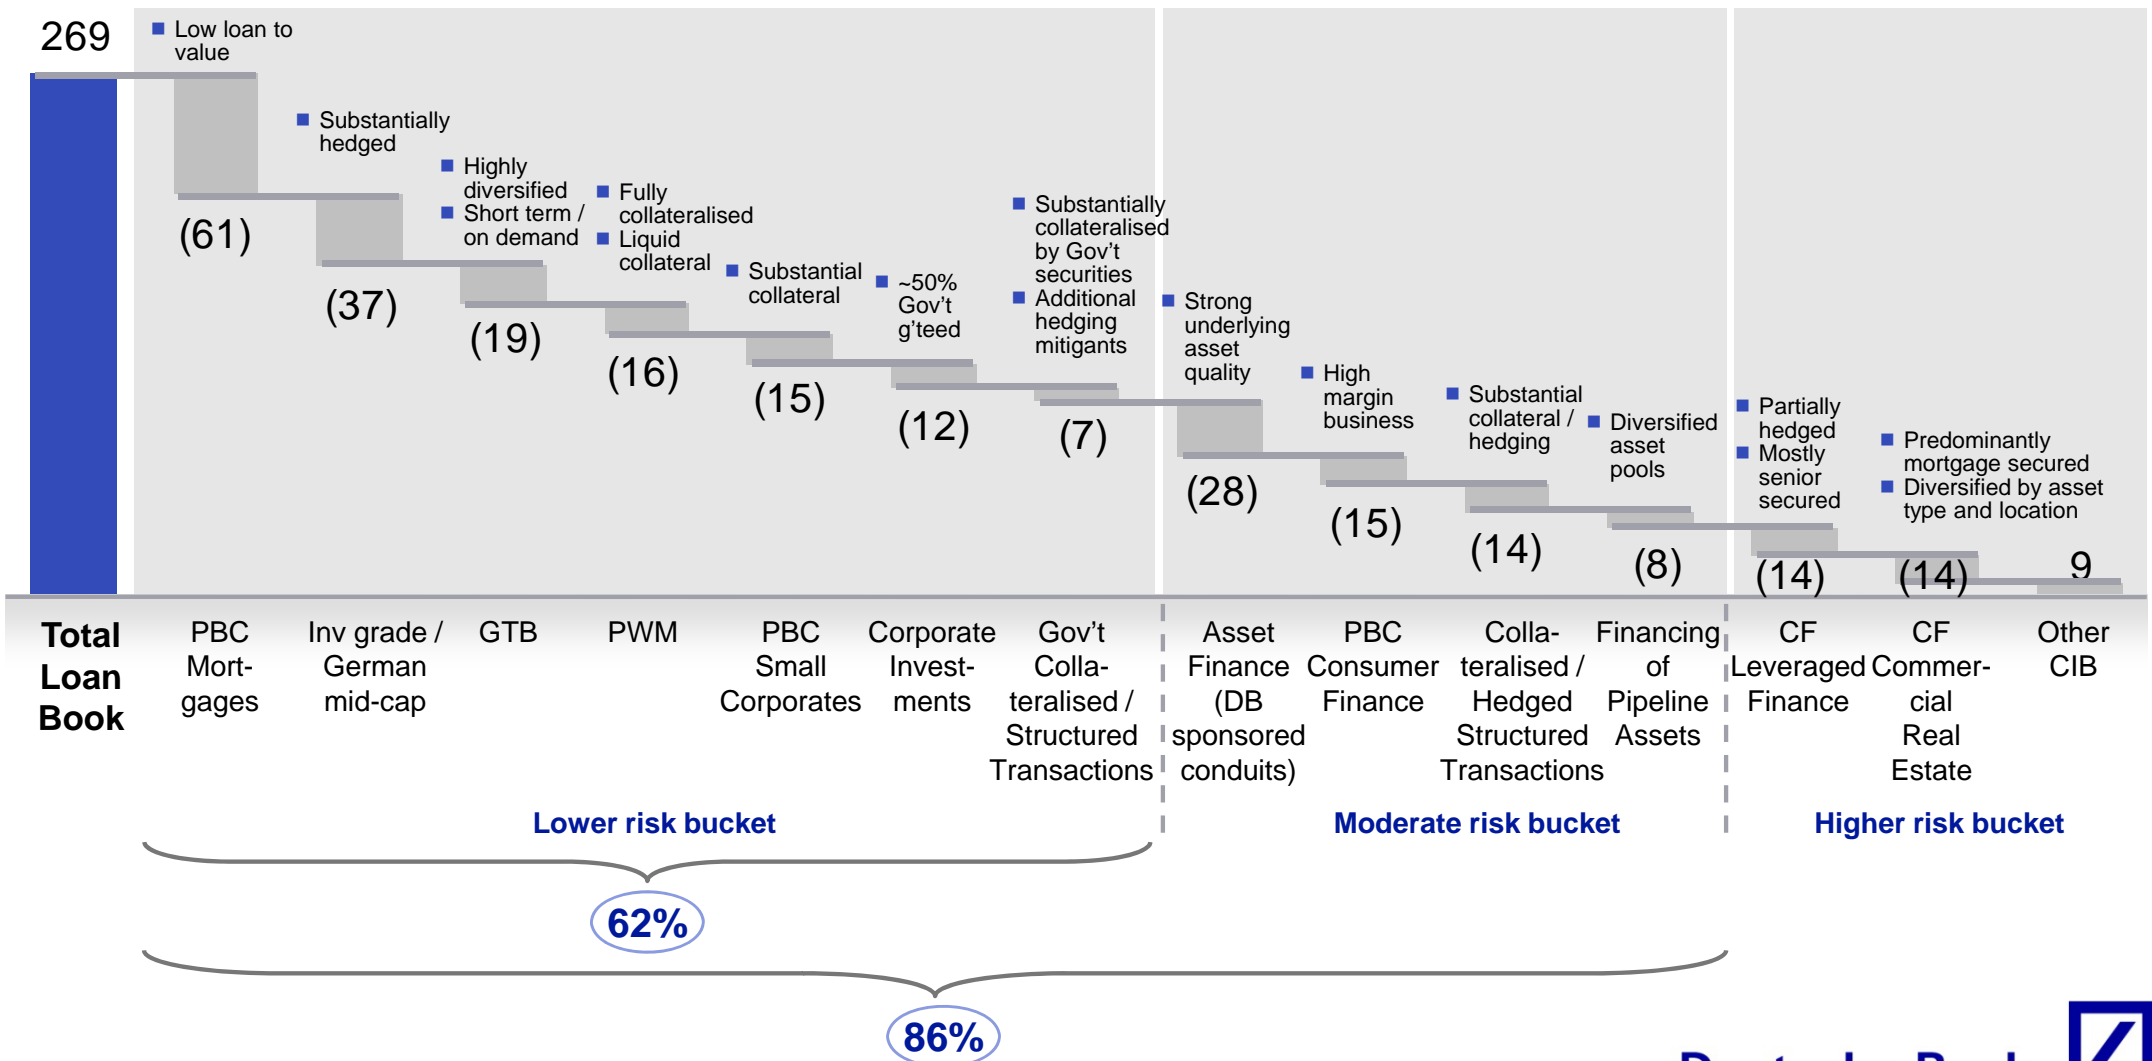 269
Low loan to
value
Substantially
hedged
Highly
diversified
Short term /
on demand
Fully
collateralised
Liquid
collateral
Substantial
collateral
~50%
Gov't
g'teed
Substantially
collateralised
by Gov't
securities
Additional
hedging
mitigants
Strong
underlying
asset
quality
High
margin
business
Substantial
collateral /
hedging
Diversified
asset
pools
Partially
hedged
Mostly
senior
secured
Predominantly
mortgage secured
Diversified by asset
type and location
(61)
(37)
(19)
(16)
(15)
(12)
(7)
(28)
(15)
(14)
(8)
(14)
(14)
9
Total
Loan
Book
PBC
Mort-
gages
Inv grade /
German
mid-cap
GTB
PWM
PBC
Small
Corporates
Corporate
Invest-
ments
Gov't
Colla-
teralised /
Structured
Transactions
Asset
Finance
(DB
sponsored
conduits)
PBC
Consumer
Finance
Colla-
teralised /
Hedged
Structured
Transactions
Financing
of
Pipeline
Assets
CF
Leveraged
Finance
CF
Commer-
cial
Real
Estate
Other
CIB
Lower risk bucket
Moderate risk bucket
Higher risk bucket
62%
86%